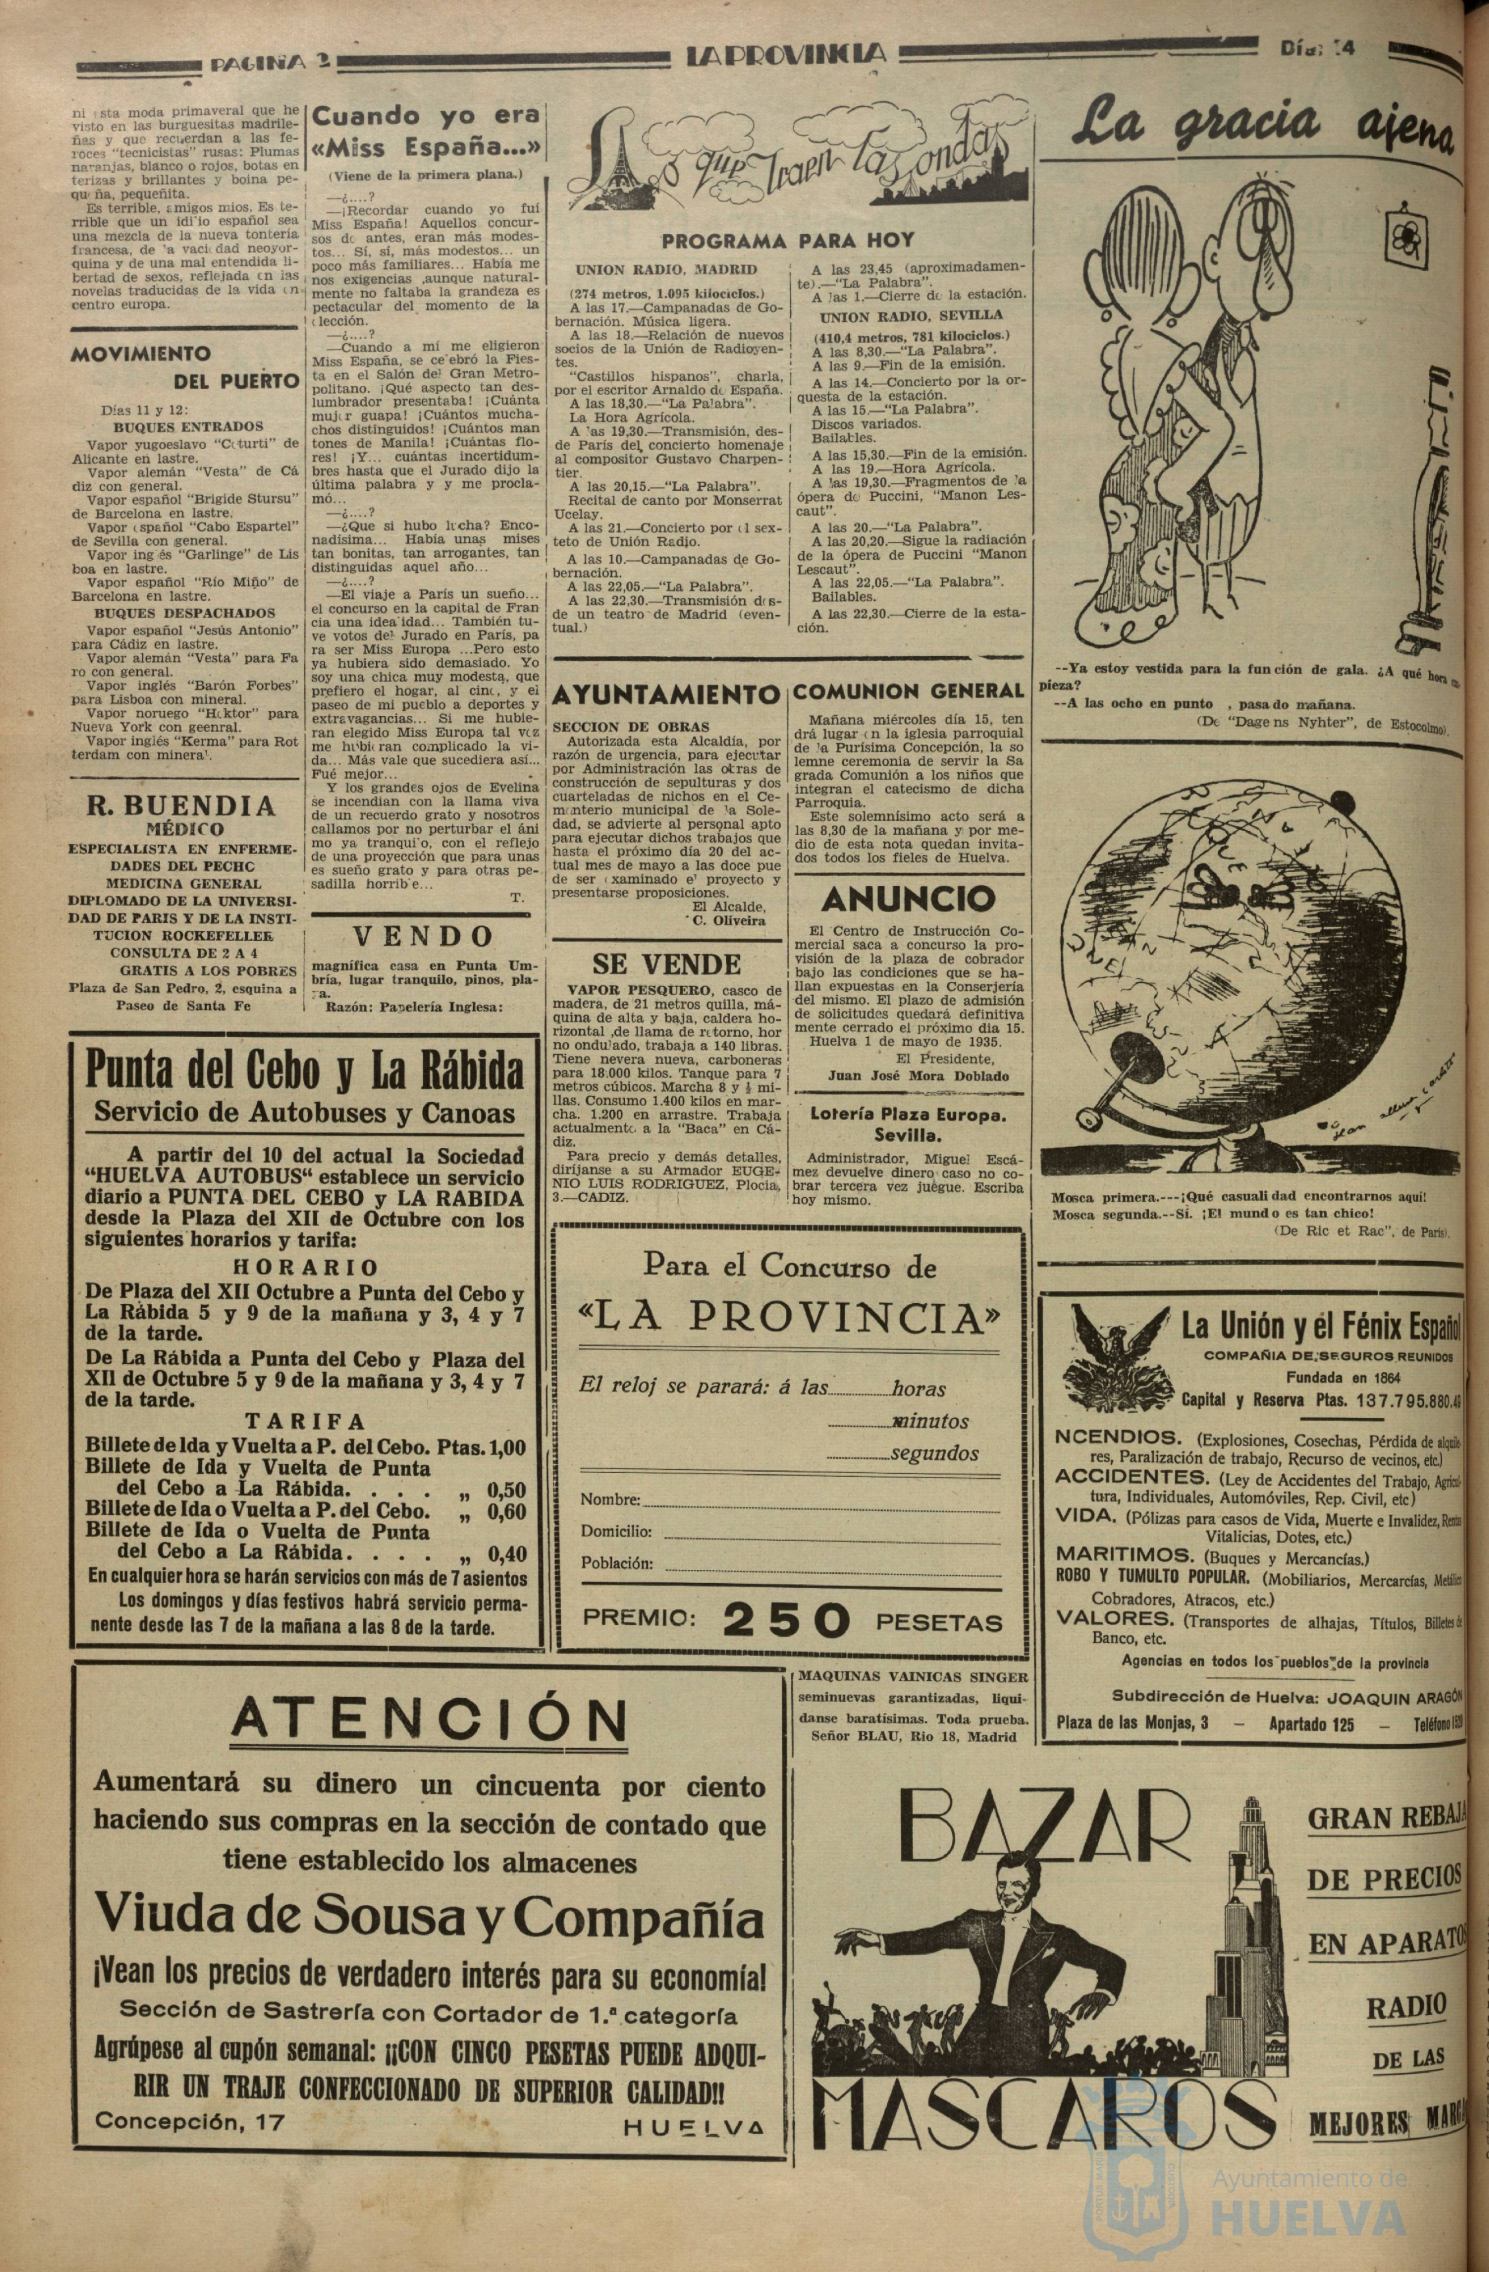 PAGINA 2
LA PROVINCIA
ni esta moda primaveral que he
visto en las burguesitas madrile-
ñas y que recuerdan a las fe-
roces "tecnicistas" rusas: Plumas
naranjas, blanco o rojos, botas en
terizas y brillantes y boina pe-
queña, pequeñita.
Es terrible, amigos mios. Es te-
rrible que un idilio español sea
una mezcla de la nueva tontería
francesa, de la vaciedad neoyor-
quina y de una mal entendida li-
bertad de sexos, reflejada en las
novelas traducidas de la vida en
centro europa.
MOVIMIENTO
DEL PUERTO
Días 11 y 12:
BUQUES ENTRADOS
Vapor yugoeslavo "Ceturti" de
Alicante en lastre.
Vapor alemán "Vesta" de Cá
diz con general.
Vapor español "Brigide Stursu"
de Barcelona en lastre.
Vapor español "Cabo Espartel"
de Sevilla con general.
Vapor inglés "Garlinge" de Lis
boa en lastre.
Vapor español "Río Miño" de
Barcelona en lastre.
BUQUES DESPACHADOS
Vapor español "Jesús Antonio"
para Cádiz en lastre.
Vapor alemán "Vesta" para Fa
ro con general.
Vapor inglés "Barón Forbes"
para Lisboa con mineral.
Vapor noruego "Hektor" para
Nueva York con geenral.
Vapor inglés "Kerma" para Rot
terdam con mineral.
R. BUENDIA
MÉDICO
ESPECIALISTA EN ENFERME-
DADES DEL PECHC
MEDICINA GENERAL
DIPLOMADO DE LA UNIVERSI-
DAD DE PARIS Y DE LA INSTI-
TUCION ROCKEFELLER
CONSULTA DE 2 A 4
GRATIS A LOS POBRES
Plaza de San Pedro, 2, esquina a
Paseo de Santa Fe
Cuando yo era
«Miss España...»
(Viene de la primera plana.)
—¿....?
—¡Recordar cuando yo fuí
Miss España! Aquellos concur-
sos de antes, eran más modes-
tos... Sí, sí, más modestos... un
poco más familiares... Había me
nos exigencias ,aunque natural-
mente no faltaba la grandeza es
pectacular del momento de la
elección.
—¿....?
—Cuando a mí me eligieron
Miss España, se celebró la Fies-
ta en el Salón del Gran Metro-
politano. ¡Qué aspecto tan des-
lumbrador presentaba! ¡Cuánta
mujer guapa! ¡Cuántos mucha-
chos distinguidos! ¡Cuántos man
tones de Manila! ¡Cuántas flo-
res! ¡Y... cuántas incertidum-
bres hasta que el Jurado dijo la
última palabra y y me procla-
mó...
—¿....?
—¿Que si hubo lucha? Enco-
nadísima... Había unas mises
tan bonitas, tan arrogantes, tan
distinguidas aquel año...
—¿....?
—El viaje a París un sueño...
el concurso en la capital de Fran
cia una idealidad... También tu-
ve votos del Jurado en París, pa
ra ser Miss Europa ...Pero esto
ya hubiera sido demasiado. Yo
soy una chica muy modesta, que
prefiero el hogar, al cine, y el
paseo de mi pueblo a deportes y
extravagancias... Si me hubie-
ran elegido Miss Europa tal vez
me hubieran complicado la vi-
da... Más vale que sucediera así...
Fué mejor...
Y los grandes ojos de Evelina
se incendian con la llama viva
de un recuerdo grato y nosotros
callamos por no perturbar el áni
mo ya tranquilo, con el reflejo
de una proyección que para unas
es sueño grato y para otras pe-
sadilla horrible...
T.
VENDO
magnífica casa en Punta Um-
bría, lugar tranquilo, pinos, pla-
ya.
Razón: Papelería Inglesa:
Punta del Cebo y La Rábida
Servicio de Autobuses y Canoas
A partir del 10 del actual la Sociedad
"HUELVA AUTOBUS" establece un servicio
diario a PUNTA DEL CEBO y LA RABIDA
desde la Plaza del XII de Octubre con los
siguientes horarios y tarifa:
HORARIO
De Plaza del XII Octubre a Punta del Cebo y
La Rábida 5 y 9 de la mañana y 3, 4 y 7
de la tarde.
De La Rábida a Punta del Cebo y Plaza del
XII de Octubre 5 y 9 de la mañana y 3, 4 y 7
de la tarde.
TARIFA
Billete de Ida y Vuelta a P. del Cebo. Ptas. 1,00
Billete de Ida y Vuelta de Punta
del Cebo a La Rábida. . . . „ 0,50
Billete de Ida o Vuelta a P. del Cebo. „ 0,60
Billete de Ida o Vuelta de Punta
del Cebo a La Rábida. . . . „ 0,40
En cualquier hora se harán servicios con más de 7 asientos
Los domingos y días festivos habrá servicio perma-
nente desde las 7 de la mañana a las 8 de la tarde.
Lo que traen las ondas
PROGRAMA PARA HOY
UNION RADIO, MADRID
(274 metros, 1.095 kilociclos.)
A las 17.—Campanadas de Go-
bernación. Música ligera.
A las 18.—Relación de nuevos
socios de la Unión de Radioyen-
tes.
"Castillos hispanos", charla,
por el escritor Arnaldo de España.
A las 18,30.—"La Palabra".
La Hora Agrícola.
A las 19,30.—Transmisión, des-
de París del concierto homenaje
al compositor Gustavo Charpen-
tier.
A las 20,15.—"La Palabra".
Recital de canto por Monserrat
Ucelay.
A las 21.—Concierto por el sex-
teto de Unión Radio.
A las 10.—Campanadas de Go-
bernación.
A las 22,05.—"La Palabra".
A las 22,30.—Transmisión des-
de un teatro de Madrid (even-
tual.)
A las 23,45 (aproximadamen-
te).—"La Palabra".
A las 1.—Cierre de la estación.
UNION RADIO, SEVILLA
(410,4 metros, 781 kilociclos.)
A las 8,30.—"La Palabra".
A las 9.—Fin de la emisión.
A las 14.—Concierto por la or-
questa de la estación.
A las 15.—"La Palabra".
Discos variados.
Bailables.
A las 15,30.—Fin de la emisión.
A las 19.—Hora Agrícola.
A las 19,30.—Fragmentos de la
ópera de Puccini, "Manon Les-
caut".
A las 20.—"La Palabra".
A las 20,20.—Sigue la radiación
de la ópera de Puccini "Manon
Lescaut".
A las 22,05.—"La Palabra".
Bailables.
A las 22,30.—Cierre de la esta-
ción.
AYUNTAMIENTO
SECCION DE OBRAS
Autorizada esta Alcaldía, por
razón de urgencia, para ejecutar
por Administración las obras de
construcción de sepulturas y dos
cuarteladas de nichos en el Ce-
menterio municipal de la Sole-
dad, se advierte al personal apto
para ejecutar dichos trabajos que
hasta el próximo día 20 del ac-
tual mes de mayo a las doce pue
de ser examinado el proyecto y
presentarse proposiciones.
El Alcalde,
C. Oliveira
SE VENDE
VAPOR PESQUERO, casco de
madera, de 21 metros quilla, má-
quina de alta y baja, caldera ho-
rizontal ,de llama de retorno, hor
no ondulado, trabaja a 140 libras.
Tiene nevera nueva, carboneras
para 18.000 kilos. Tanque para 7
metros cúbicos. Marcha 8 y ½ mi-
llas. Consumo 1.400 kilos en mar-
cha. 1.200 en arrastre. Trabaja
actualmente a la "Baca" en Cá-
diz.
Para precio y demás detalles,
diríjanse a su Armador EUGE-
NIO LUIS RODRIGUEZ, Plocia,
3.—CADIZ.
COMUNION GENERAL
Mañana miércoles día 15, ten
drá lugar en la iglesia parroquial
de la Purísima Concepción, la so
lemne ceremonia de servir la Sa
grada Comunión a los niños que
integran el catecismo de dicha
Parroquia.
Este solemnísimo acto será a
las 8,30 de la mañana y por me-
dio de esta nota quedan invita-
dos todos los fieles de Huelva.
ANUNCIO
El Centro de Instrucción Co-
mercial saca a concurso la pro-
visión de la plaza de cobrador
bajo las condiciones que se ha-
llan expuestas en la Conserjería
del mismo. El plazo de admisión
de solicitudes quedará definitiva
mente cerrado el próximo dia 15.
Huelva 1 de mayo de 1935.
El Presidente,
Juan José Mora Doblado
Lotería Plaza Europa.
Sevilla.
Administrador, Miguel Escá-
mez devuelve dinero caso no co-
brar tercera vez juegue. Escriba
hoy mismo.
Para el Concurso de
«LA PROVINCIA»
El reloj se parará: á las horas
minutos
segundos
Nombre:
Domicilio:
Población:
PREMIO: 250 PESETAS
La gracia ajena
--Ya estoy vestida para la función de gala. ¿A qué hora em-
pieza?
--A las ocho en punto , pasado mañana.
(De "Dagens Nyhter", de Estocolmo).
Mosca primera.---¡Qué casualidad encontrarnos aquí!
Mosca segunda.--Sí. ¡El mundo es tan chico!
(De Ric et Rac", de París).
La Unión y el Fénix Español
COMPAÑIA DE SEGUROS REUNIDOS
Fundada en 1864
Capital y Reserva Ptas. 137.795.880.49
NCENDIOS. (Explosiones, Cosechas, Pérdida de alquile-
res, Paralización de trabajo, Recurso de vecinos, etc.)
ACCIDENTES. (Ley de Accidentes del Trabajo, Agricul-
tura, Individuales, Automóviles, Rep. Civil, etc)
VIDA. (Pólizas para casos de Vida, Muerte e Invalidez, Rentas
Vitalicias, Dotes, etc.)
MARITIMOS. (Buques y Mercancías.)
ROBO Y TUMULTO POPULAR. (Mobiliarios, Mercarcías, Metálico
Cobradores, Atracos, etc.)
VALORES. (Transportes de alhajas, Títulos, Billetes de
Banco, etc.
Agencias en todos los pueblos de la provincia
Subdirección de Huelva: JOAQUIN ARAGÓN
Plaza de las Monjas, 3 — Apartado 125 — Teléfono
ATENCIÓN
Aumentará su dinero un cincuenta por ciento
haciendo sus compras en la sección de contado que
tiene establecido los almacenes
Viuda de Sousa y Compañía
¡Vean los precios de verdadero interés para su economía!
Sección de Sastrería con Cortador de 1.ª categoría
Agrúpese al cupón semanal: ¡¡CON CINCO PESETAS PUEDE ADQUI-
RIR UN TRAJE CONFECCIONADO DE SUPERIOR CALIDAD!!
Concepción, 17 HUELVA
MAQUINAS VAINICAS SINGER
seminuevas garantizadas, liqui-
danse baratísimas. Toda prueba.
Señor BLAU, Rio 18, Madrid
BAZAR
MASCAROS
GRAN REBAJA
DE PRECIOS
EN APARATOS
RADIO
DE LAS
MEJORES MARCA
Ayuntamiento de
HUELVA